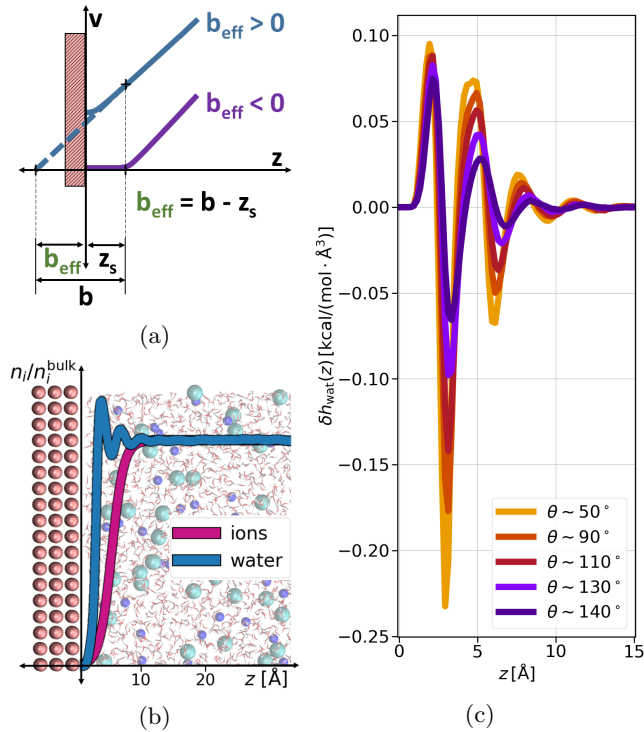 v
b_eff > 0
b_eff < 0
z
b_eff = b - z_s
b_eff
z_s
b
(a)
n_i/n_i^bulk
ions
water
10
20
z [Å]
(b)
0.10
0.05
0.00
−0.05
−0.10
−0.15
−0.20
−0.25
δh_wat(z) [kcal/(mol · Å³)]
θ ~ 50°
θ ~ 90°
θ ~ 110°
θ ~ 130°
θ ~ 140°
0
5
10
15
z [Å]
(c)